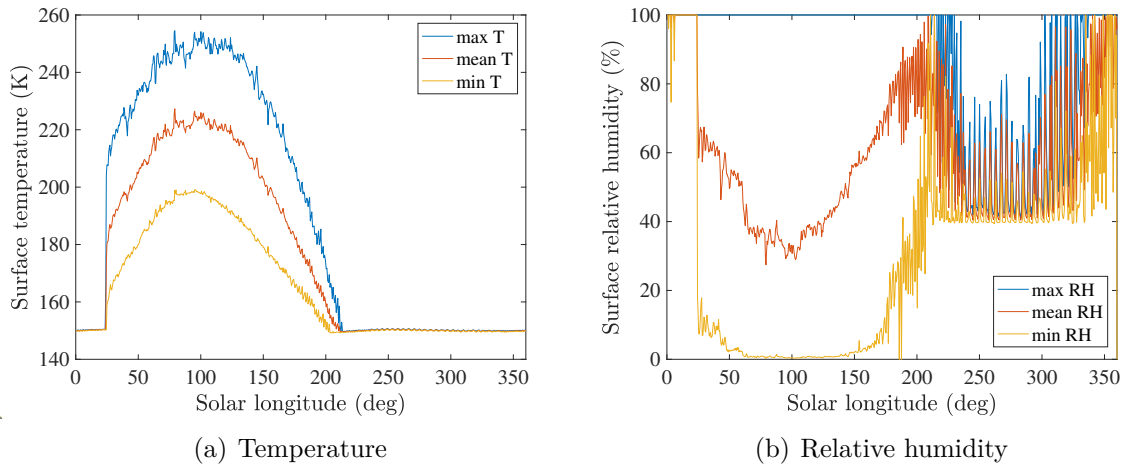 260
240
220
200
180
160
140
Surface temperature (K)
max T
mean T
min T
0 50 100 150 200 250 300 350
Solar longitude (deg)
(a) Temperature
100
80
60
40
20
0
Surface relative humidity (%)
max RH
mean RH
min RH
0 50 100 150 200 250 300 350
Solar longitude (deg)
(b) Relative humidity